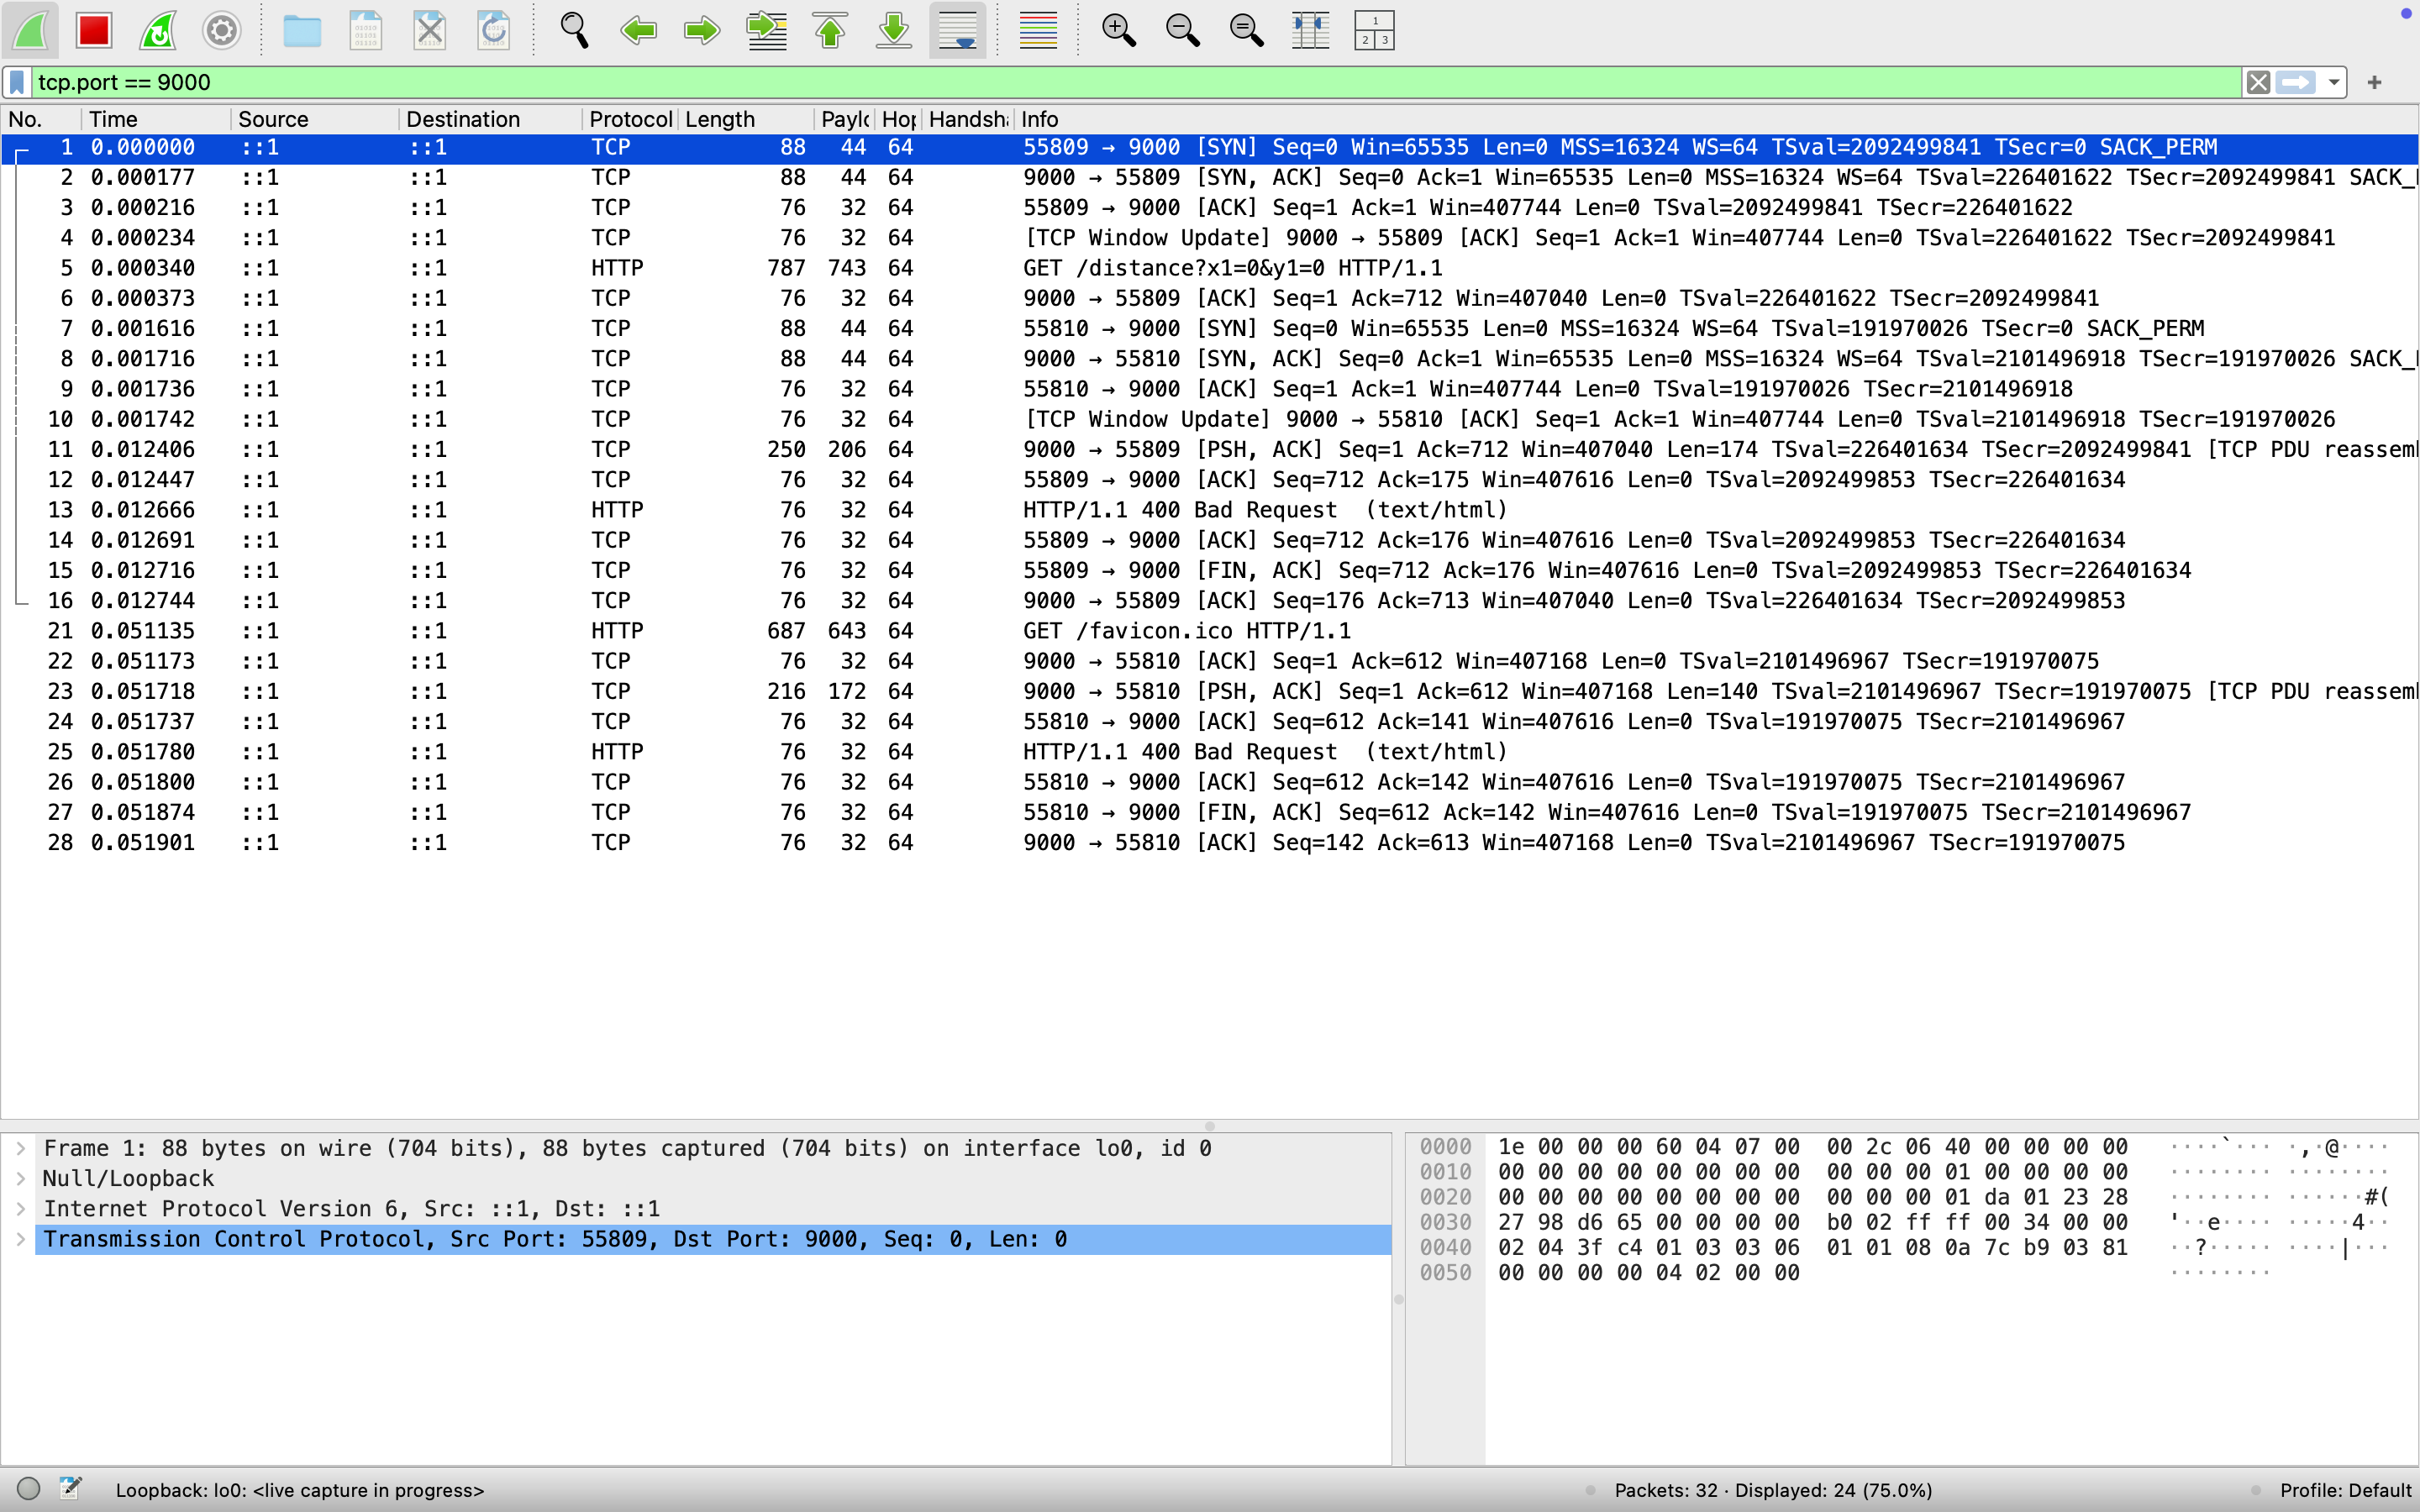 1
2 3
tcp.port == 9000
No. Time Source Destination Protocol Length Paylo Hop Handsha Info
1 0.000000 ::1 ::1 TCP 88 44 64 55809 → 9000 [SYN] Seq=0 Win=65535 Len=0 MSS=16324 WS=64 TSval=2092499841 TSecr=0 SACK_PERM
2 0.000177 ::1 ::1 TCP 88 44 64 9000 → 55809 [SYN, ACK] Seq=0 Ack=1 Win=65535 Len=0 MSS=16324 WS=64 TSval=226401622 TSecr=2092499841 SACK_
3 0.000216 ::1 ::1 TCP 76 32 64 55809 → 9000 [ACK] Seq=1 Ack=1 Win=407744 Len=0 TSval=2092499841 TSecr=226401622
4 0.000234 ::1 ::1 TCP 76 32 64 [TCP Window Update] 9000 → 55809 [ACK] Seq=1 Ack=1 Win=407744 Len=0 TSval=226401622 TSecr=2092499841
5 0.000340 ::1 ::1 HTTP 787 743 64 GET /distance?x1=0&y1=0 HTTP/1.1
6 0.000373 ::1 ::1 TCP 76 32 64 9000 → 55809 [ACK] Seq=1 Ack=712 Win=407040 Len=0 TSval=226401622 TSecr=2092499841
7 0.001616 ::1 ::1 TCP 88 44 64 55810 → 9000 [SYN] Seq=0 Win=65535 Len=0 MSS=16324 WS=64 TSval=191970026 TSecr=0 SACK_PERM
8 0.001716 ::1 ::1 TCP 88 44 64 9000 → 55810 [SYN, ACK] Seq=0 Ack=1 Win=65535 Len=0 MSS=16324 WS=64 TSval=2101496918 TSecr=191970026 SACK_
9 0.001736 ::1 ::1 TCP 76 32 64 55810 → 9000 [ACK] Seq=1 Ack=1 Win=407744 Len=0 TSval=191970026 TSecr=2101496918
10 0.001742 ::1 ::1 TCP 76 32 64 [TCP Window Update] 9000 → 55810 [ACK] Seq=1 Ack=1 Win=407744 Len=0 TSval=2101496918 TSecr=191970026
11 0.012406 ::1 ::1 TCP 250 206 64 9000 → 55809 [PSH, ACK] Seq=1 Ack=712 Win=407040 Len=174 TSval=226401634 TSecr=2092499841 [TCP PDU reassem
12 0.012447 ::1 ::1 TCP 76 32 64 55809 → 9000 [ACK] Seq=712 Ack=175 Win=407616 Len=0 TSval=2092499853 TSecr=226401634
13 0.012666 ::1 ::1 HTTP 76 32 64 HTTP/1.1 400 Bad Request  (text/html)
14 0.012691 ::1 ::1 TCP 76 32 64 55809 → 9000 [ACK] Seq=712 Ack=176 Win=407616 Len=0 TSval=2092499853 TSecr=226401634
15 0.012716 ::1 ::1 TCP 76 32 64 55809 → 9000 [FIN, ACK] Seq=712 Ack=176 Win=407616 Len=0 TSval=2092499853 TSecr=226401634
16 0.012744 ::1 ::1 TCP 76 32 64 9000 → 55809 [ACK] Seq=176 Ack=713 Win=407040 Len=0 TSval=226401634 TSecr=2092499853
21 0.051135 ::1 ::1 HTTP 687 643 64 GET /favicon.ico HTTP/1.1
22 0.051173 ::1 ::1 TCP 76 32 64 9000 → 55810 [ACK] Seq=1 Ack=612 Win=407168 Len=0 TSval=2101496967 TSecr=191970075
23 0.051718 ::1 ::1 TCP 216 172 64 9000 → 55810 [PSH, ACK] Seq=1 Ack=612 Win=407168 Len=140 TSval=2101496967 TSecr=191970075 [TCP PDU reassem
24 0.051737 ::1 ::1 TCP 76 32 64 55810 → 9000 [ACK] Seq=612 Ack=141 Win=407616 Len=0 TSval=191970075 TSecr=2101496967
25 0.051780 ::1 ::1 HTTP 76 32 64 HTTP/1.1 400 Bad Request  (text/html)
26 0.051800 ::1 ::1 TCP 76 32 64 55810 → 9000 [ACK] Seq=612 Ack=142 Win=407616 Len=0 TSval=191970075 TSecr=2101496967
27 0.051874 ::1 ::1 TCP 76 32 64 55810 → 9000 [FIN, ACK] Seq=612 Ack=142 Win=407616 Len=0 TSval=191970075 TSecr=2101496967
28 0.051901 ::1 ::1 TCP 76 32 64 9000 → 55810 [ACK] Seq=142 Ack=613 Win=407168 Len=0 TSval=2101496967 TSecr=191970075
Frame 1: 88 bytes on wire (704 bits), 88 bytes captured (704 bits) on interface lo0, id 0
Null/Loopback
Internet Protocol Version 6, Src: ::1, Dst: ::1
Transmission Control Protocol, Src Port: 55809, Dst Port: 9000, Seq: 0, Len: 0
0000 1e 00 00 00 60 04 07 00 00 2c 06 40 00 00 00 00 ····`··· ·,·@····
0010 00 00 00 00 00 00 00 00 00 00 00 01 00 00 00 00 ········ ········
0020 00 00 00 00 00 00 00 00 00 00 00 01 da 01 23 28 ········ ······#(
0030 27 98 d6 65 00 00 00 00 b0 02 ff ff 00 34 00 00 '··e···· ·····4··
0040 02 04 3f c4 01 03 03 06 01 01 08 0a 7c b9 03 81 ··?····· ····|···
0050 00 00 00 00 04 02 00 00 ········
Loopback: lo0: <live capture in progress> Packets: 32 · Displayed: 24 (75.0%) Profile: Default